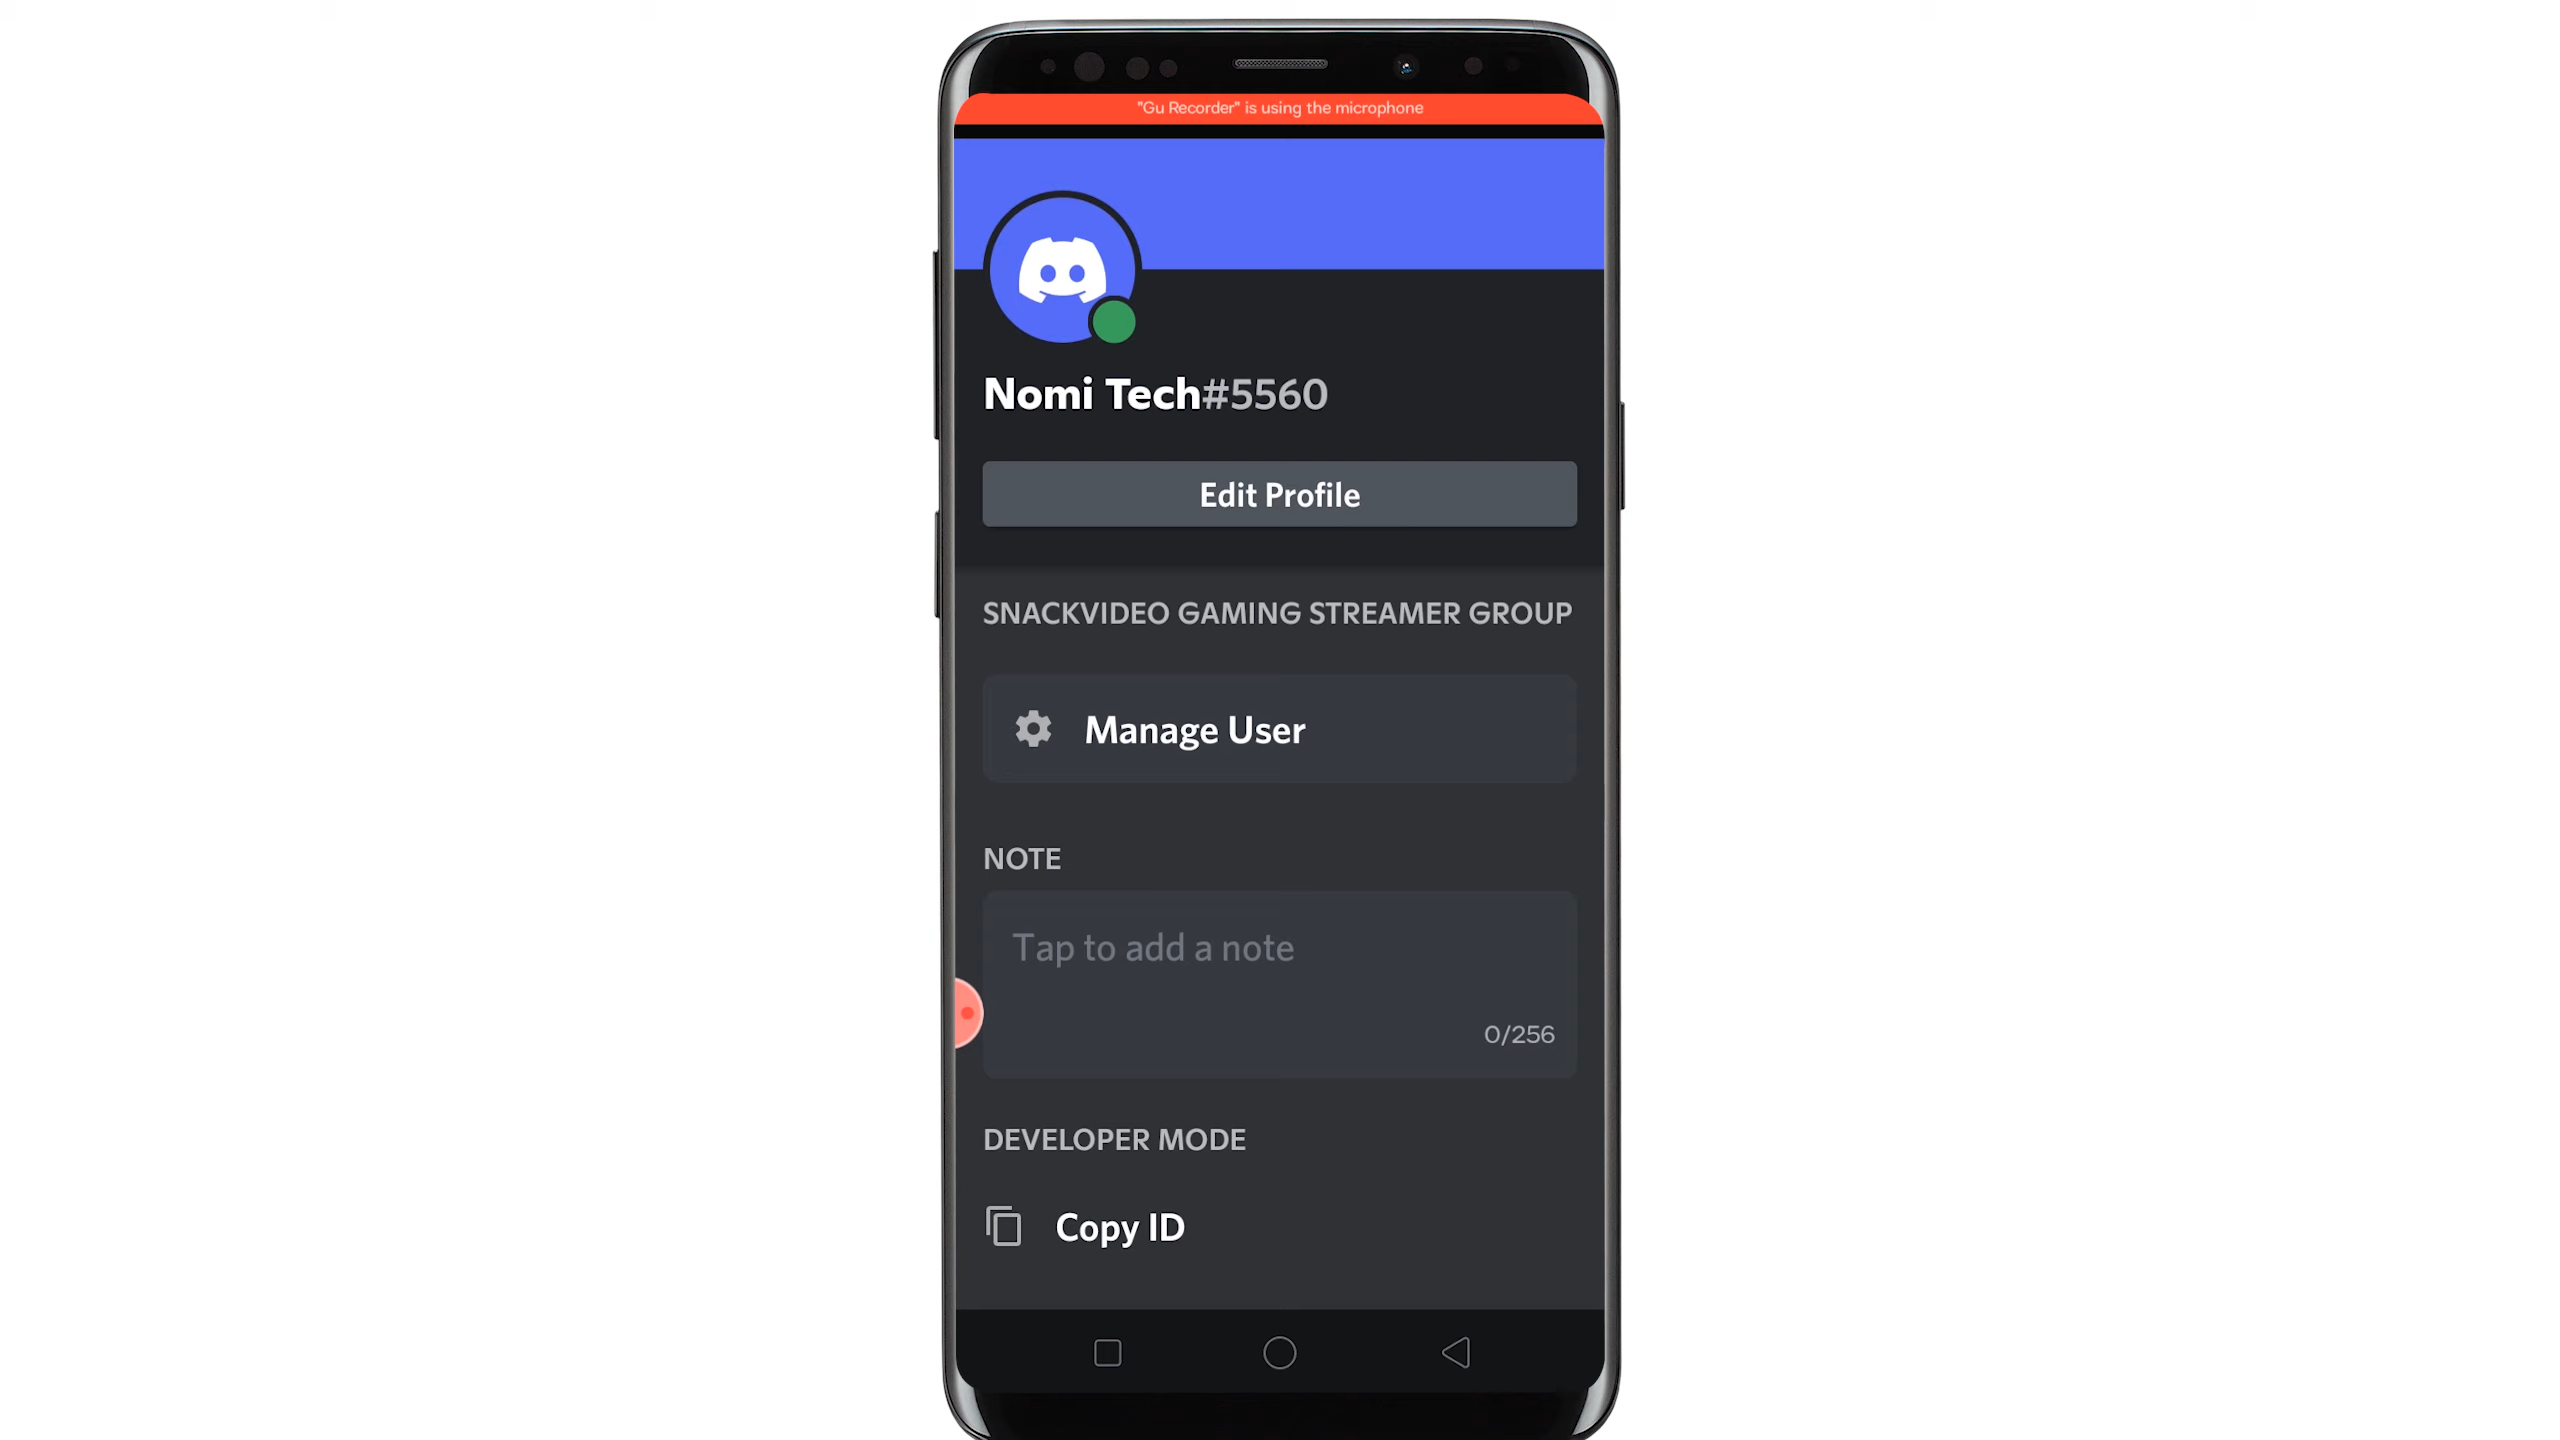 "Gu Recorder" is using the microphone
Nomi Tech#5560
Edit Profile
SNACKVIDEO GAMING STREAMER GROUP
Manage User
NOTE
Tap to add a note
0/256
DEVELOPER MODE
Copy ID